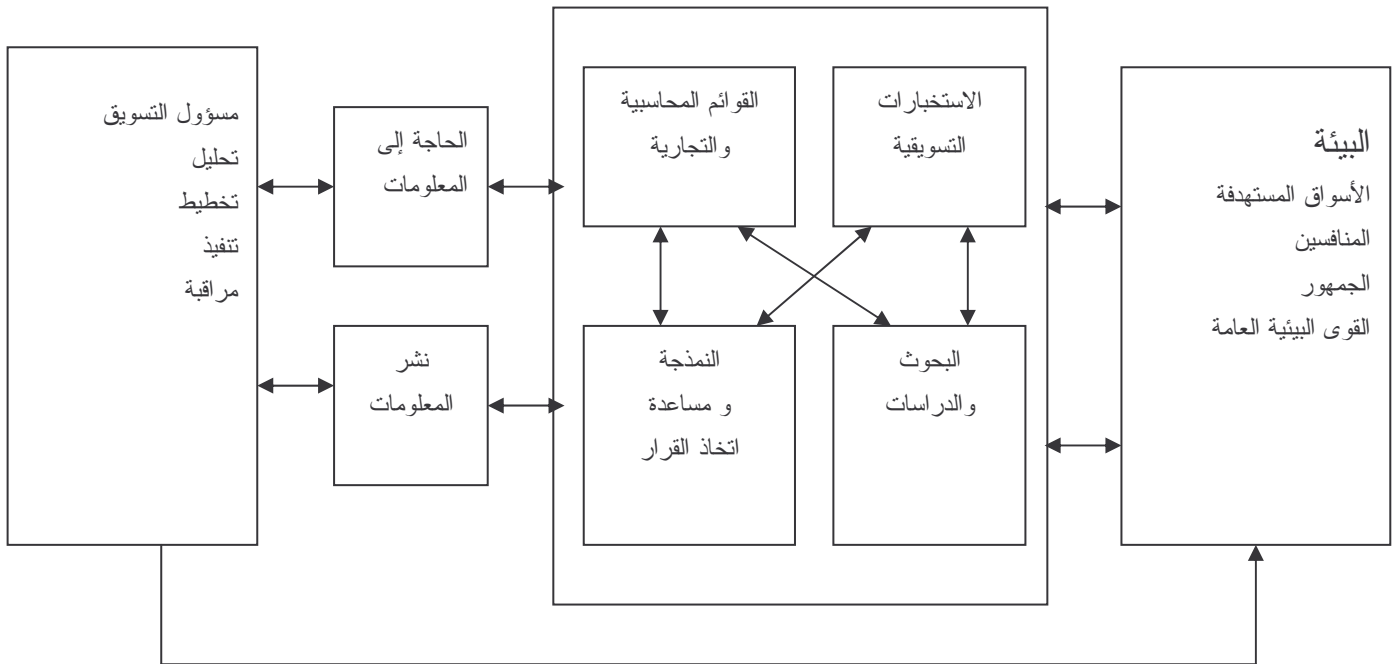 البيئة
الأسواق المستهدفة
المنافسين
الجمهور
القوى البيئية العامة
الاستخبارات
التسويقية
القوائم المحاسبية
والتجارية
البحوث
والدراسات
النمذجة
و مساعدة
اتخاذ القرار
الحاجة إلى
المعلومات
نشر
المعلومات
مسؤول التسويق
تحليل
تخطيط
تنفيذ
مراقبة